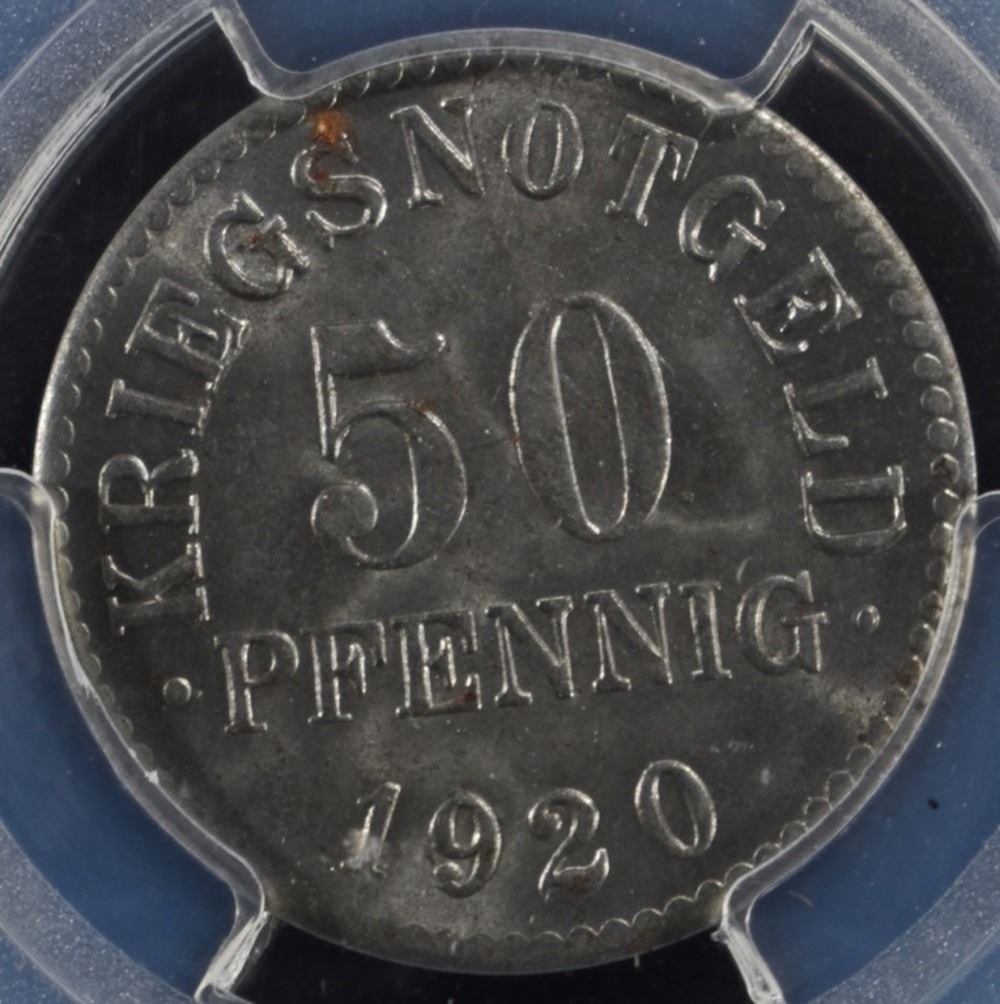 KRIEGSNOTGELD
50
· PFENNIG ·
1920